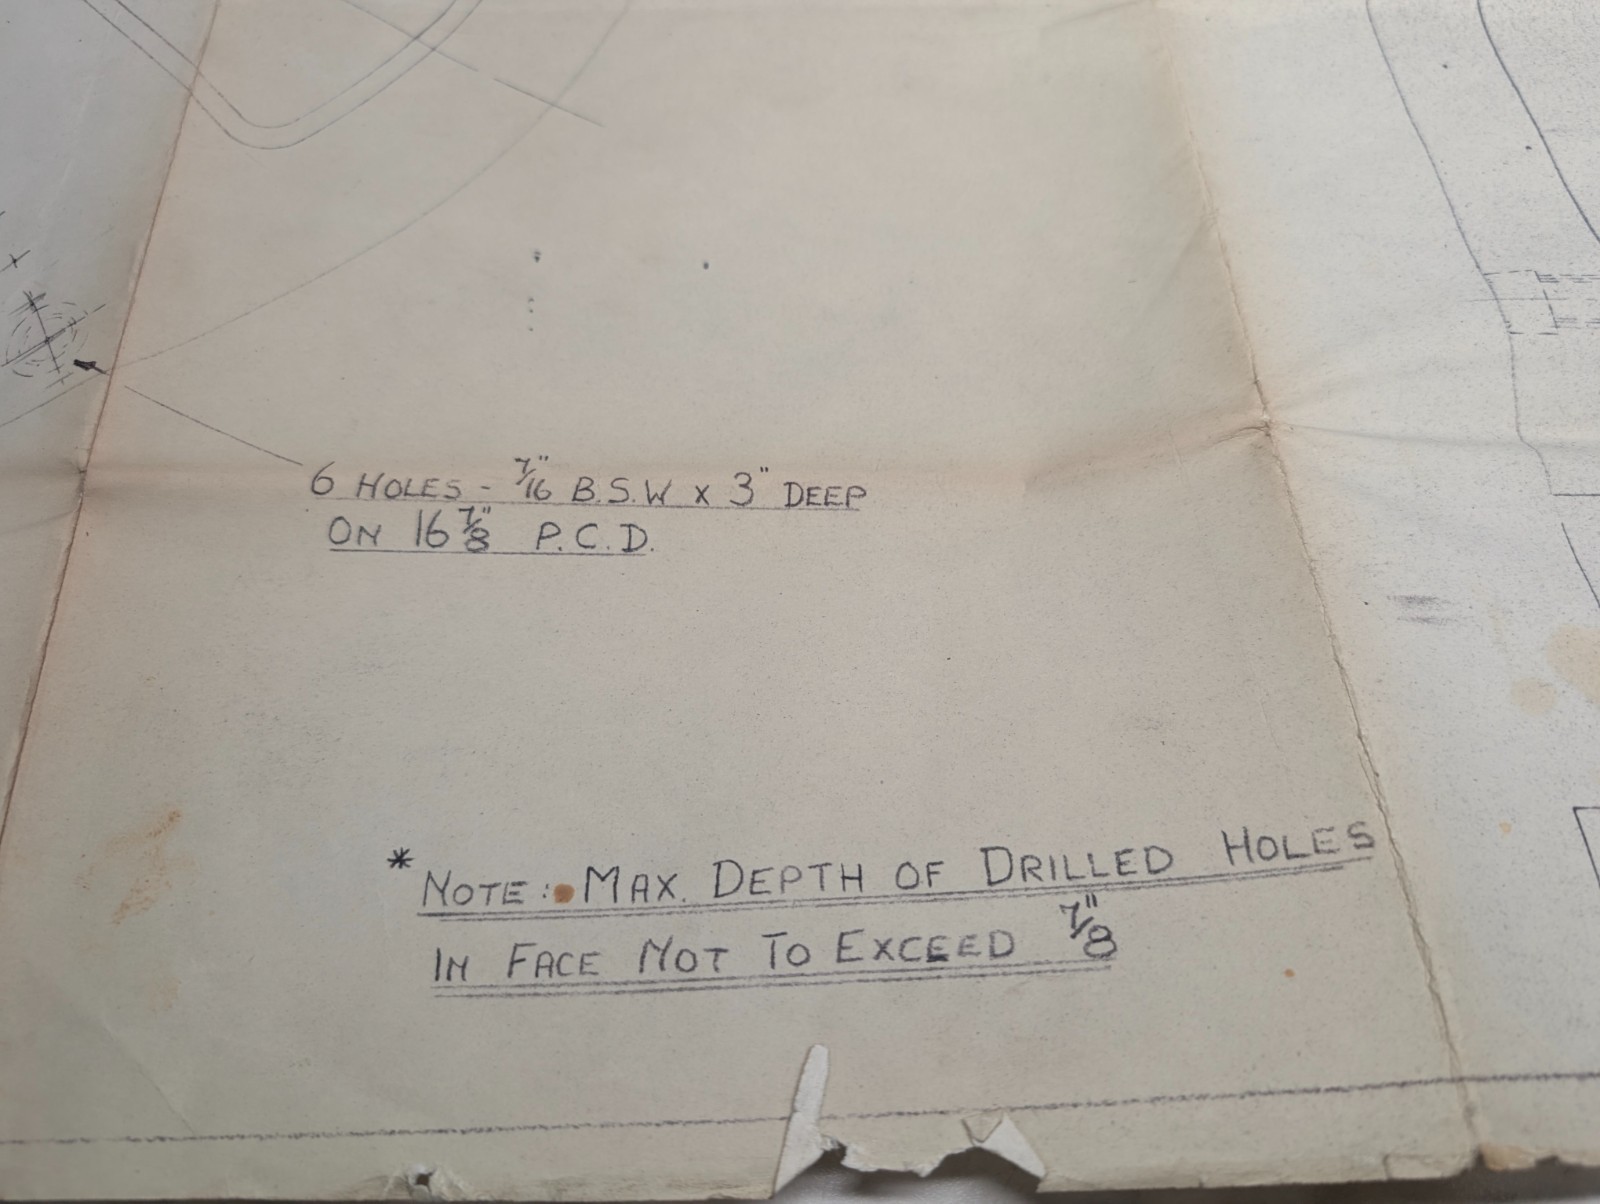 6 HOLES - 7/16" B.S.W x 3" DEEP
ON 16 7/8" P.C.D.
* NOTE: MAX. DEPTH OF DRILLED HOLES
IN FACE NOT TO EXCEED 7/8"